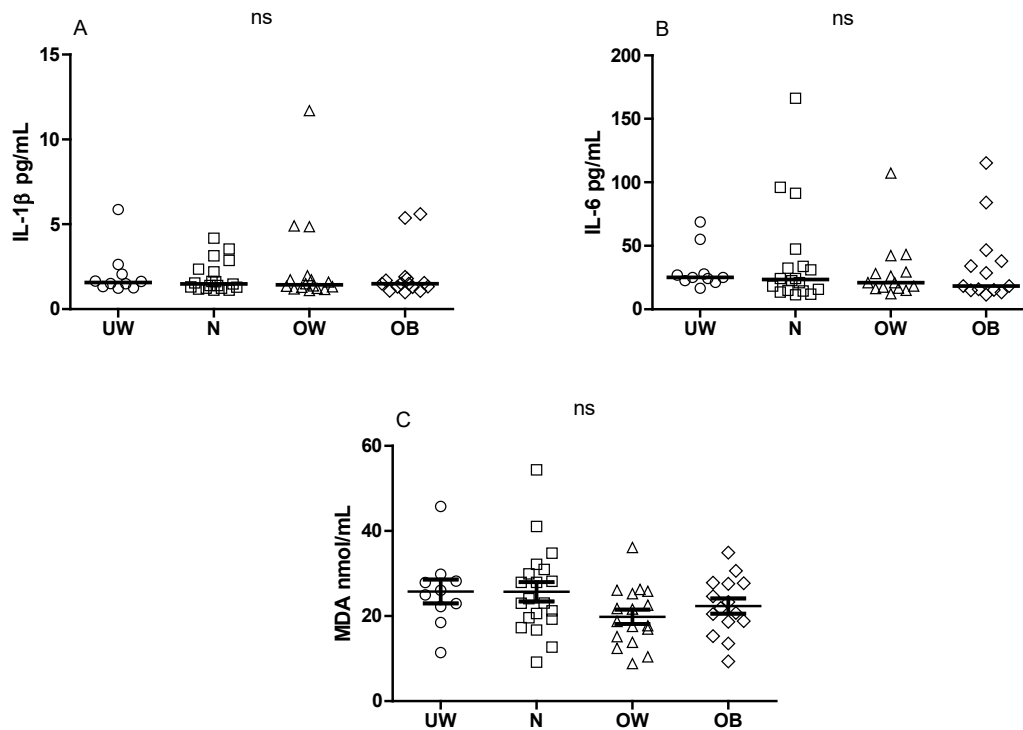 A
ns
15
10
5
0
IL-1β pg/mL
UW N OW OB
B
ns
200
150
100
50
0
IL-6 pg/mL
UW N OW OB
C
ns
60
40
20
0
MDA nmol/mL
UW N OW OB